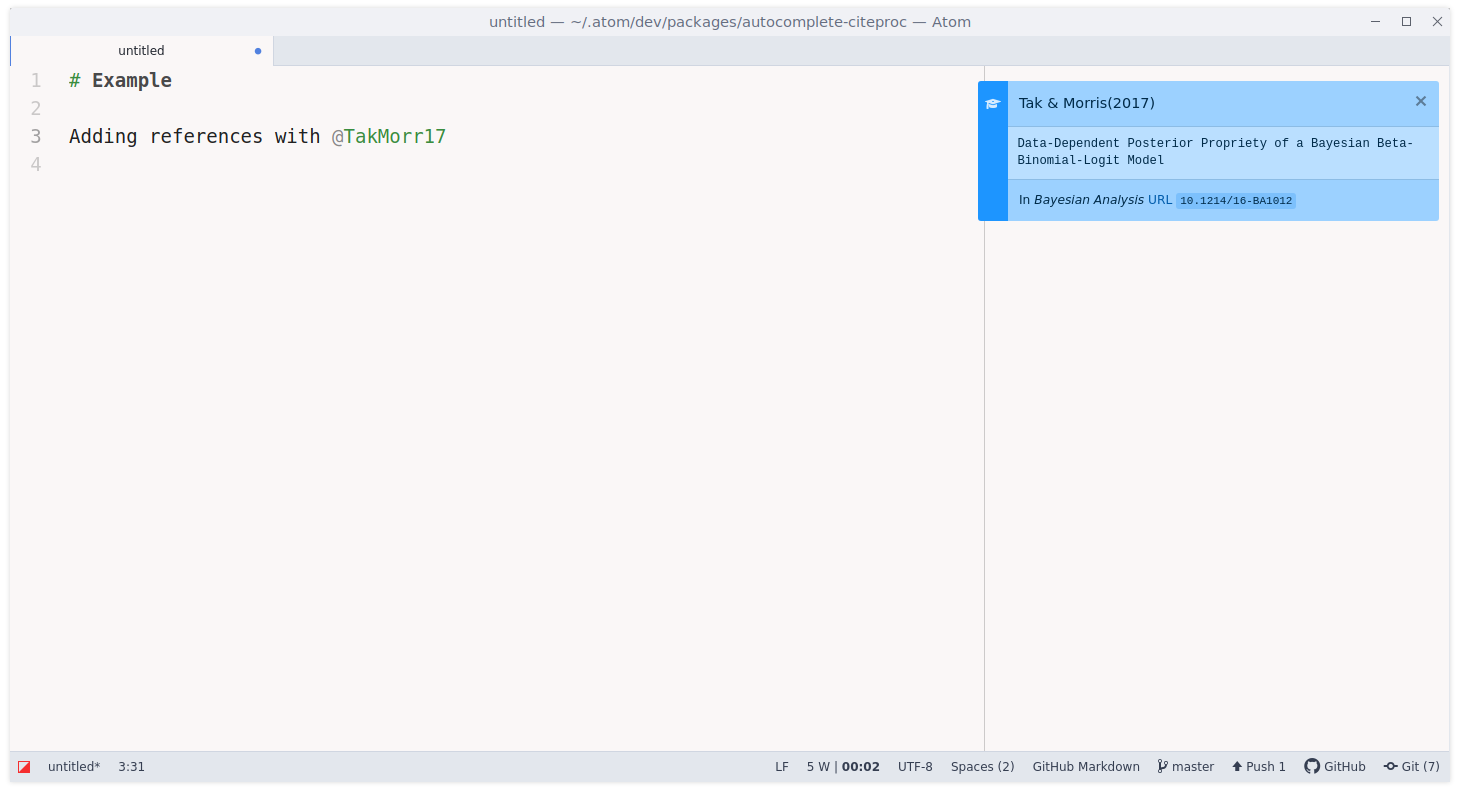 untitled — ~/.atom/dev/packages/autocomplete-citeproc — Atom
untitled
1 # Example
2
3 Adding references with @TakMorr17
4
Tak & Morris(2017)
Data-Dependent Posterior Propriety of a Bayesian Beta-
Binomial-Logit Model
In Bayesian Analysis URL 10.1214/16-BA1012
untitled* 3:31 LF 5 W | 00:02 UTF-8 Spaces (2) GitHub Markdown master Push 1 GitHub Git (7)